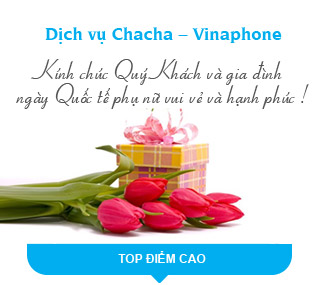 Dịch vụ Chacha – Vinaphone
Kính chúc Quý Khách và gia đình
ngày Quốc tế phụ nữ vui vẻ và hạnh phúc !
TOP ĐIỂM CAO